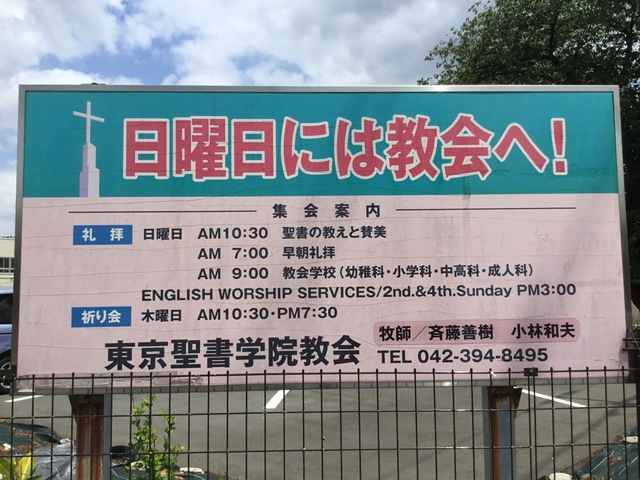 日曜日には教会へ!
集会案内
礼拝 日曜日 AM10:30 聖書の教えと賛美
AM 7:00 早朝礼拝
AM 9:00 教会学校（幼稚科・小学科・中高科・成人科）
ENGLISH WORSHIP SERVICES/2nd.&4th.Sunday PM3:00
祈り会 木曜日 AM10:30・PM7:30
牧師／斉藤善樹 小林和夫
東京聖書学院教会 TEL 042-394-8495